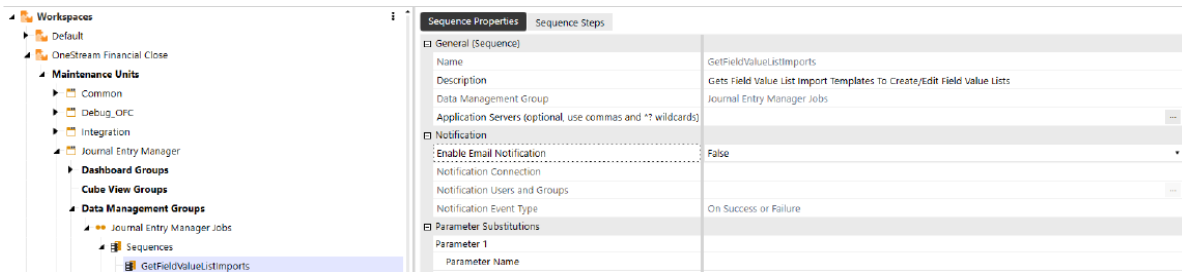 Workspaces
Default
OneStream Financial Close
Maintenance Units
Common
Debug_OFC
Integration
Journal Entry Manager
Dashboard Groups
Cube View Groups
Data Management Groups
Journal Entry Manager Jobs
Sequences
GetFieldValueListImports
Sequence Properties Sequence Steps
General (Sequence)
Name GetFieldValueListImports
Description Gets Field Value List Import Templates To Create/Edit Field Value Lists
Data Management Group Journal Entry Manager Jobs
Application Servers (optional, use commas and *? wildcards) ...
Notification
Enable Email Notification False
Notification Connection
Notification Users and Groups ...
Notification Event Type On Success or Failure
Parameter Substitutions
Parameter 1
Parameter Name